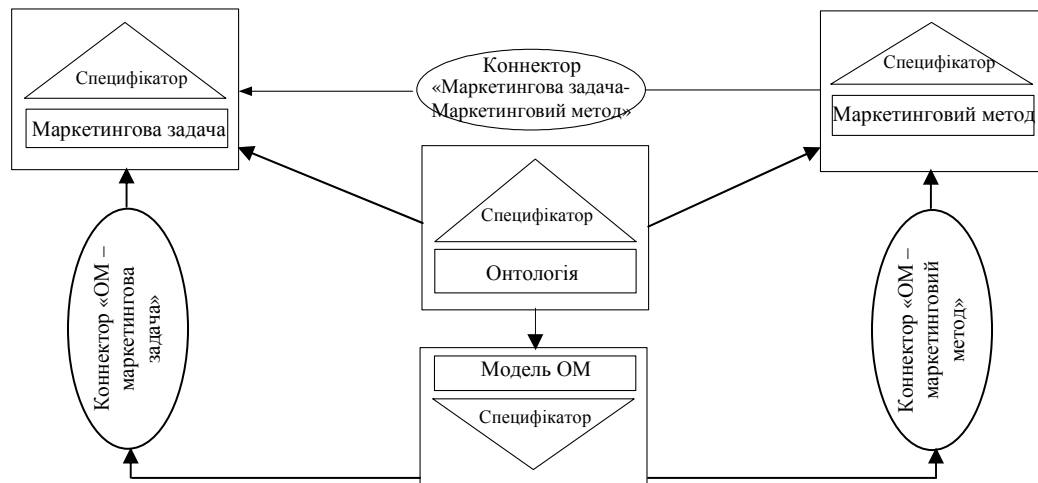 Специфікатор
Маркетингова задача
Коннектор
«Маркетингова задача-
Маркетинговий метод»
Специфікатор
Маркетинговий метод
Специфікатор
Онтологія
Коннектор «ОМ –
маркетингова
задача»
Модель ОМ
Специфікатор
Коннектор «ОМ –
маркетинговий
метод»